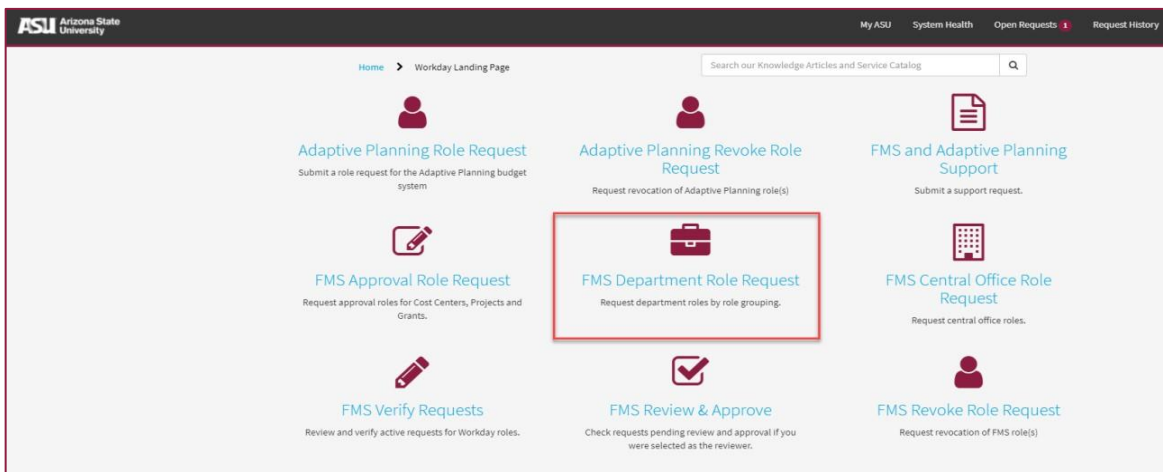 ASU Arizona State
University
My ASU System Health Open Requests 1 Request History
Home > Workday Landing Page
Search our Knowledge Articles and Service Catalog
Adaptive Planning Role Request
Submit a role request for the Adaptive Planning budget
system
Adaptive Planning Revoke Role
Request
Request revocation of Adaptive Planning role(s)
FMS and Adaptive Planning
Support
Submit a support request.
FMS Approval Role Request
Request approval roles for Cost Centers, Projects and
Grants.
FMS Department Role Request
Request department roles by role grouping.
FMS Central Office Role
Request
Request central office roles.
FMS Verify Requests
Review and verify active requests for Workday roles.
FMS Review & Approve
Check requests pending review and approval if you
were selected as the reviewer.
FMS Revoke Role Request
Request revocation of FMS role(s)